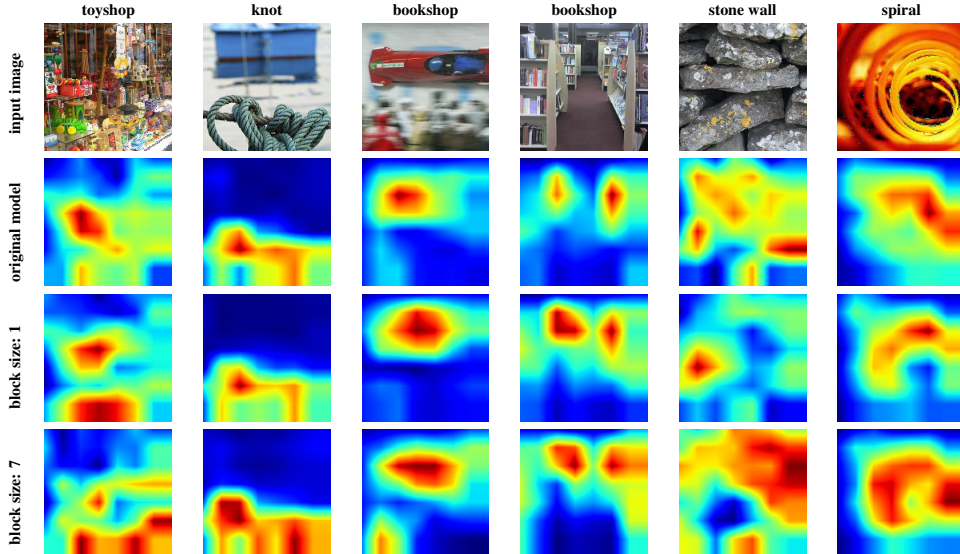 toyshop knot bookshop bookshop stone wall spiral
input image
original model
block size: 1
block size: 7